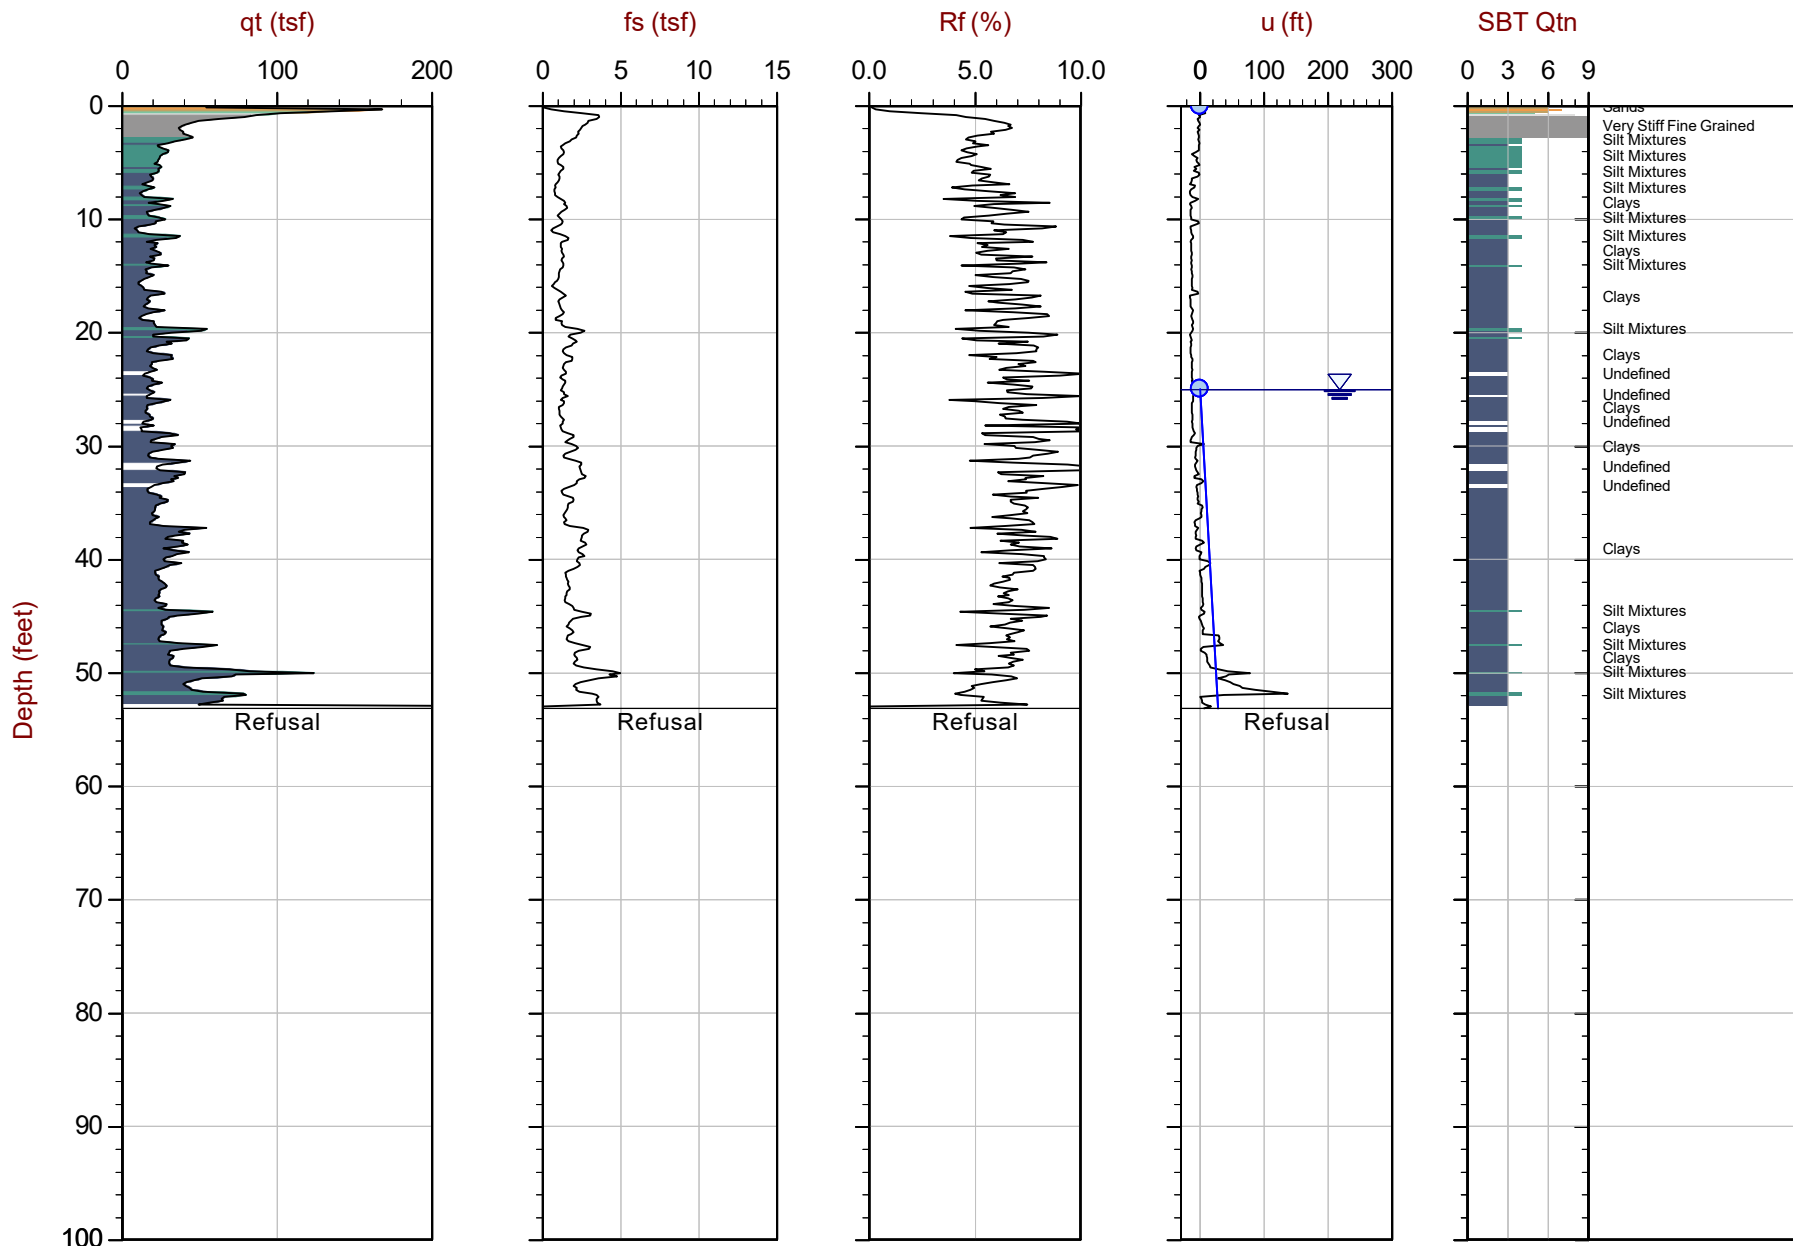 qt (tsf) fs (tsf) Rf (%) u (ft) SBT Qtn
0 100 200 0 5 10 15 0.0 5.0 10.0 0 100 200 300 0 3 6 9
0
Sands
Very Stiff Fine Grained
Silt Mixtures
Silt Mixtures
Silt Mixtures
Silt Mixtures
Clays
10
Silt Mixtures
Silt Mixtures
Clays
Silt Mixtures
Clays
20
Silt Mixtures
Clays
Undefined
Undefined
Clays
Undefined
30
Clays
Undefined
Undefined
Clays
40
Silt Mixtures
Clays
Silt Mixtures
Clays
50
Silt Mixtures
Silt Mixtures
Refusal Refusal Refusal Refusal
Depth (feet)
60
70
80
90
100